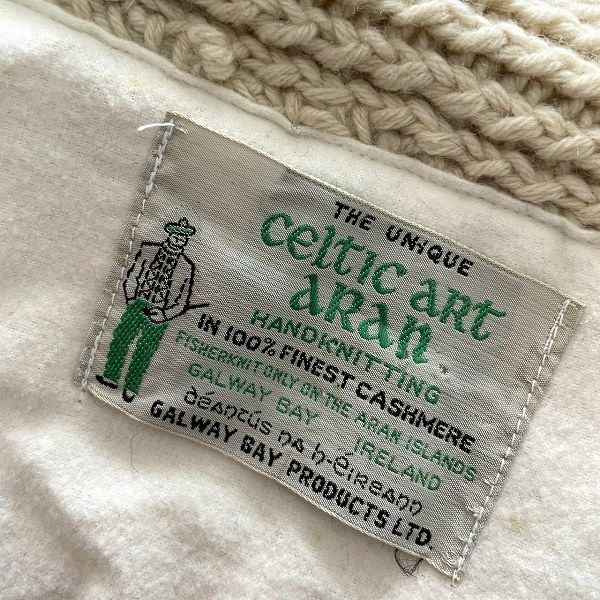 THE UNIQUE
celtic art
aran
HANDKNITTING
IN 100% FINEST CASHMERE
FISHERKNIT ONLY ON THE ARAN ISLANDS
GALWAY BAY IRELAND
déantús na h-éireann
GALWAY BAY PRODUCTS LTD.